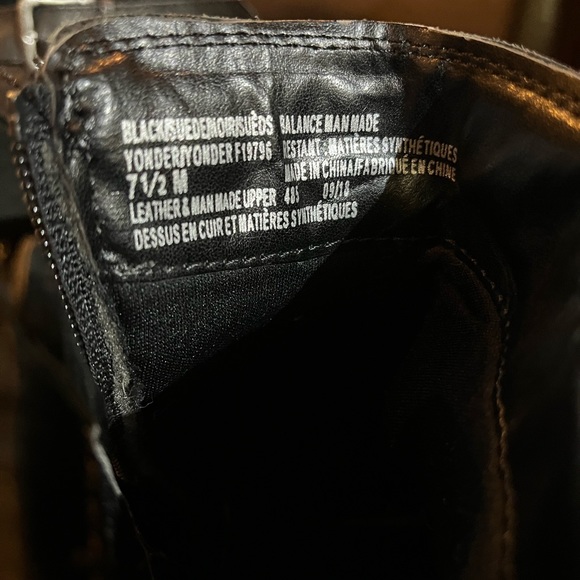 BLACK/SUEDE/NOIR/SUÈDS BALANCE MAN MADE
YONDER/YONDER F19796 RESTANT. MATIÈRES SYNTHÉTIQUES
7 1/2 M MADE IN CHINA/FABRIQUÉ EN CHINE
LEATHER & MAN MADE UPPER 09/18
DESSUS EN CUIR ET MATIÈRES SYNTHÉTIQUES